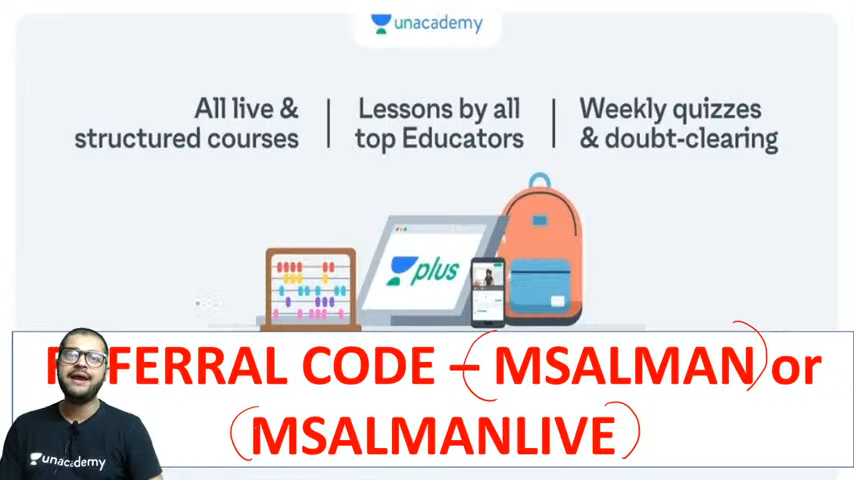 unacademy
All live & structured courses
Lessons by all top Educators
Weekly quizzes & doubt-clearing
plus
REFERRAL CODE – MSALMAN or
MSALMANLIVE
unacademy